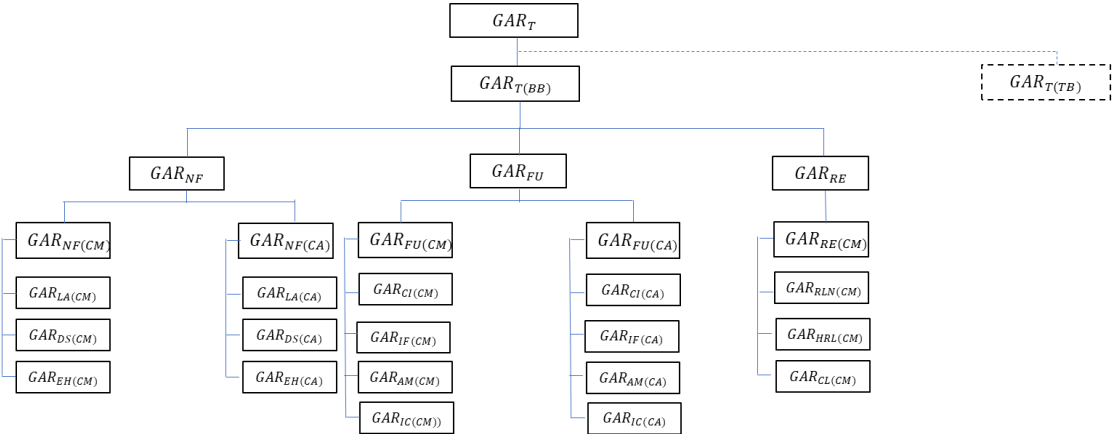 GAR_T
GAR_T(BB)
GAR_T(TB)
GAR_NF
GAR_FU
GAR_RE
GAR_NF(CM)
GAR_NF(CA)
GAR_FU(CM)
GAR_FU(CA)
GAR_RE(CM)
GAR_LA(CM)
GAR_LA(CA)
GAR_CI(CM)
GAR_CI(CA)
GAR_RLN(CM)
GAR_DS(CM)
GAR_DS(CA)
GAR_IF(CM)
GAR_IF(CA)
GAR_HRL(CM)
GAR_EH(CM)
GAR_EH(CA)
GAR_AM(CM)
GAR_AM(CA)
GAR_CL(CM)
GAR_IC(CM))
GAR_IC(CA)